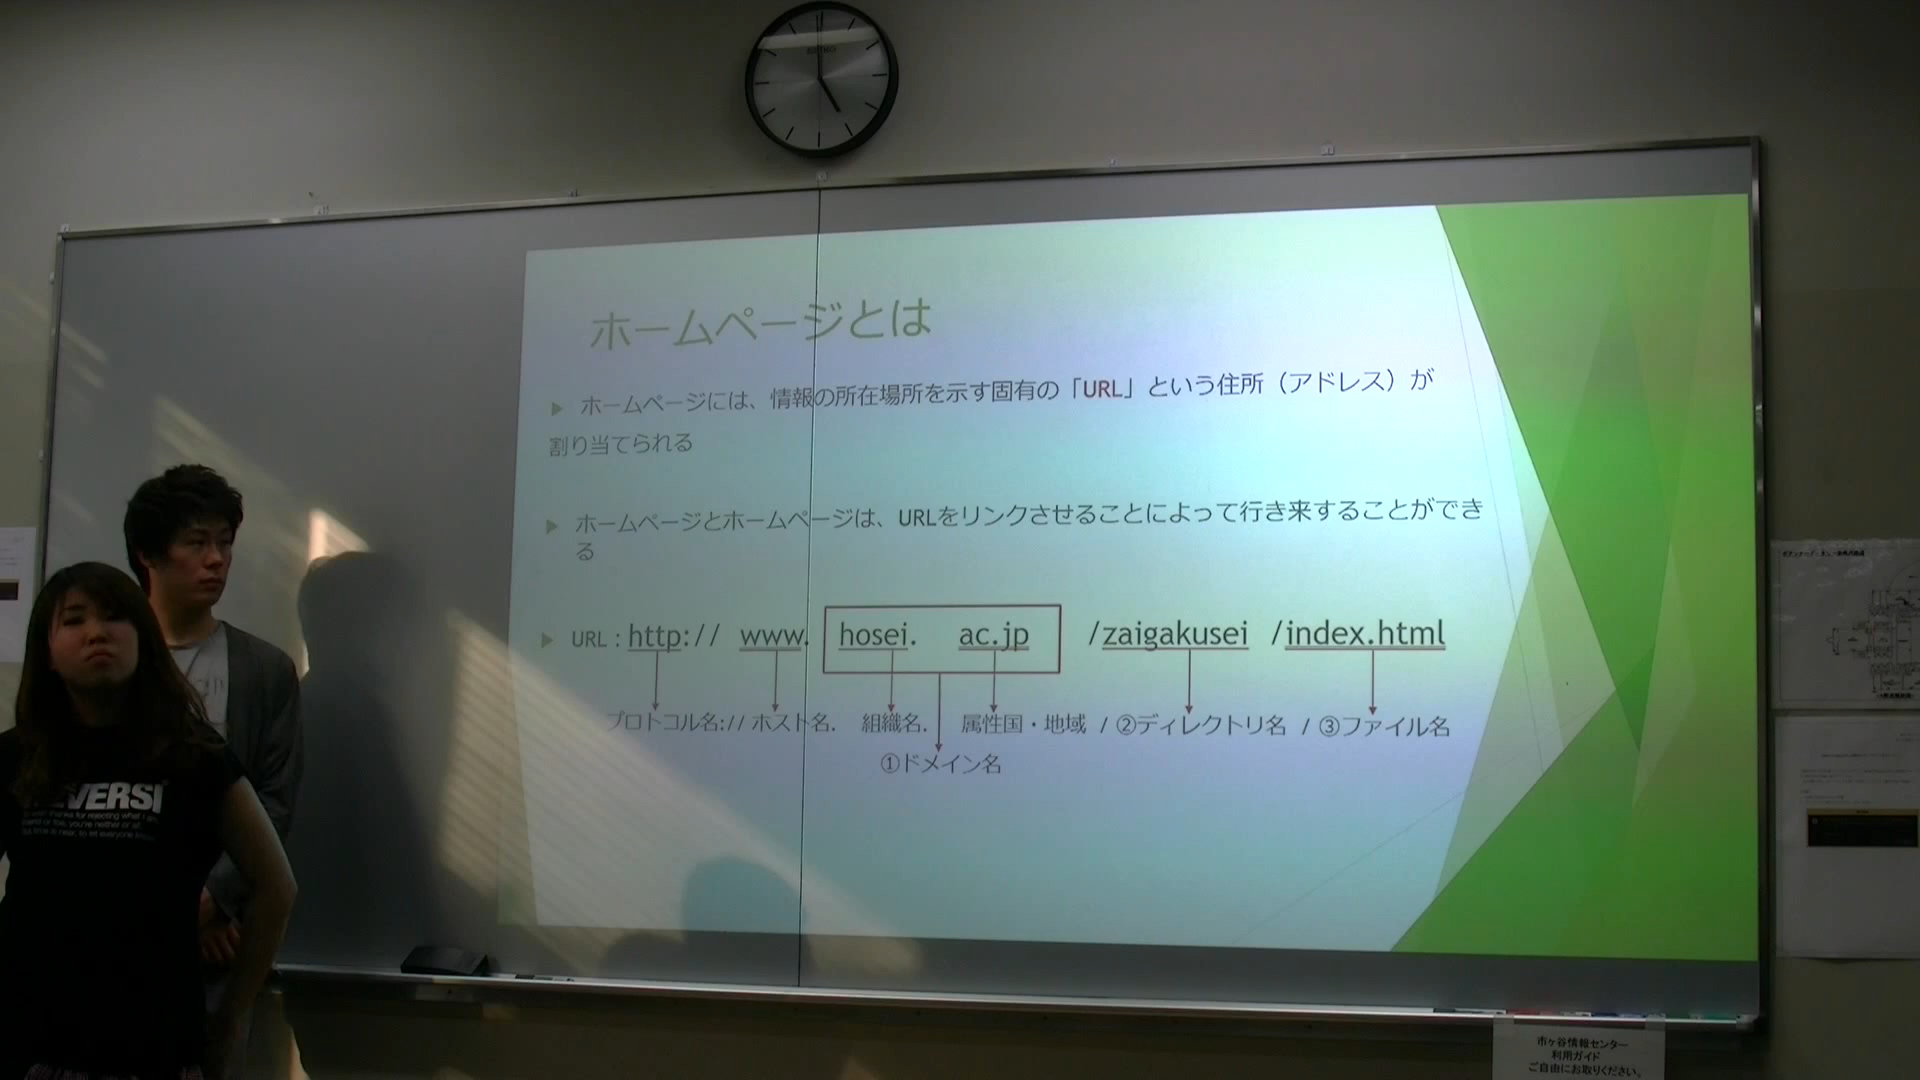 SEIKO
ホームページとは
ホームページには、情報の所在場所を示す固有の「URL」という住所（アドレス）が
割り当てられる
ホームページとホームページは、URLをリンクさせることによって行き来することができ
る
URL：http:// www. hosei. ac.jp /zaigakusei /index.html
プロトコル名:// ホスト名. 組織名. 属性国・地域 / ②ディレクトリ名 / ③ファイル名
①ドメイン名
市ヶ谷情報センター
利用ガイド
ご自由にお取りください。